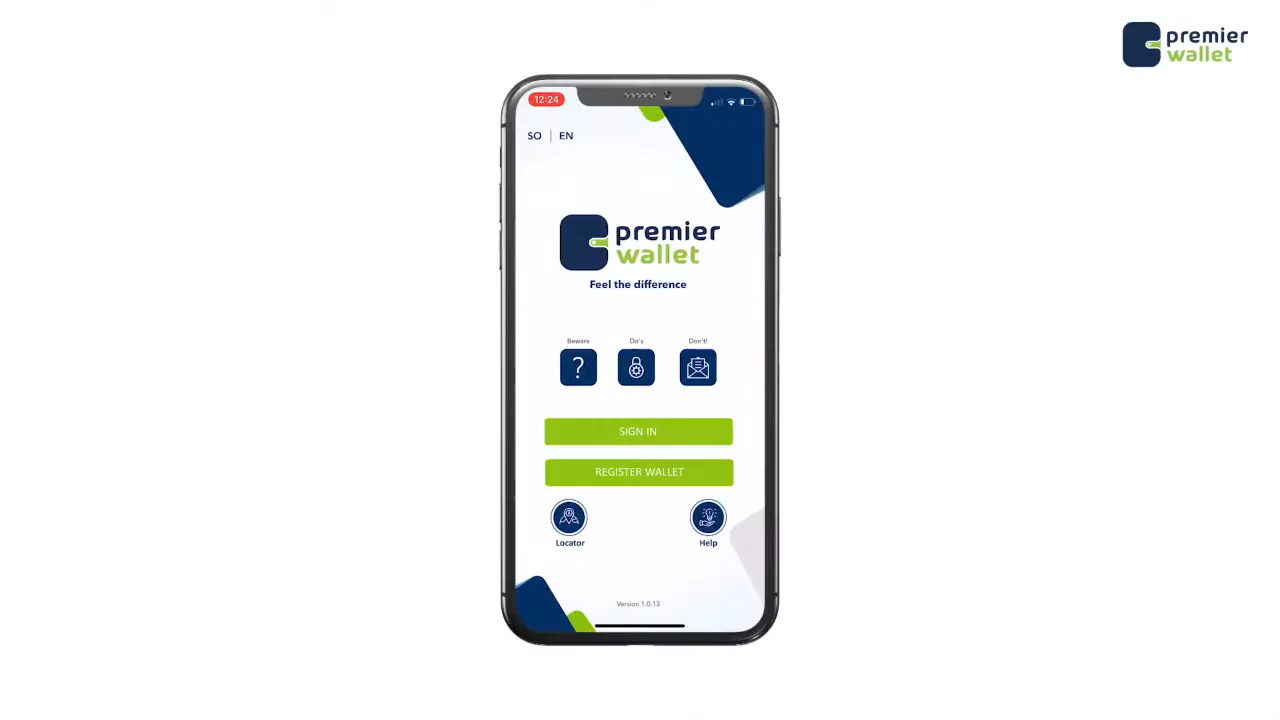 premier
wallet
12:24
SO | EN
premier
wallet
Feel the difference
Beware Do's Don't!
?
SIGN IN
REGISTER WALLET
Locator Help
Version 1.0.13